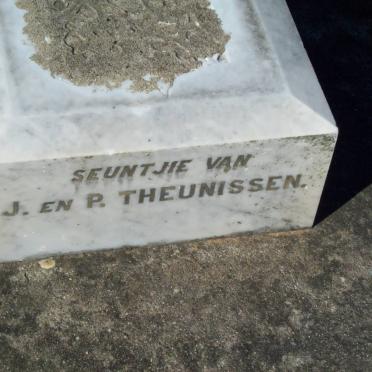 SEUNTJIE VAN
J. EN P. THEUNISSEN.